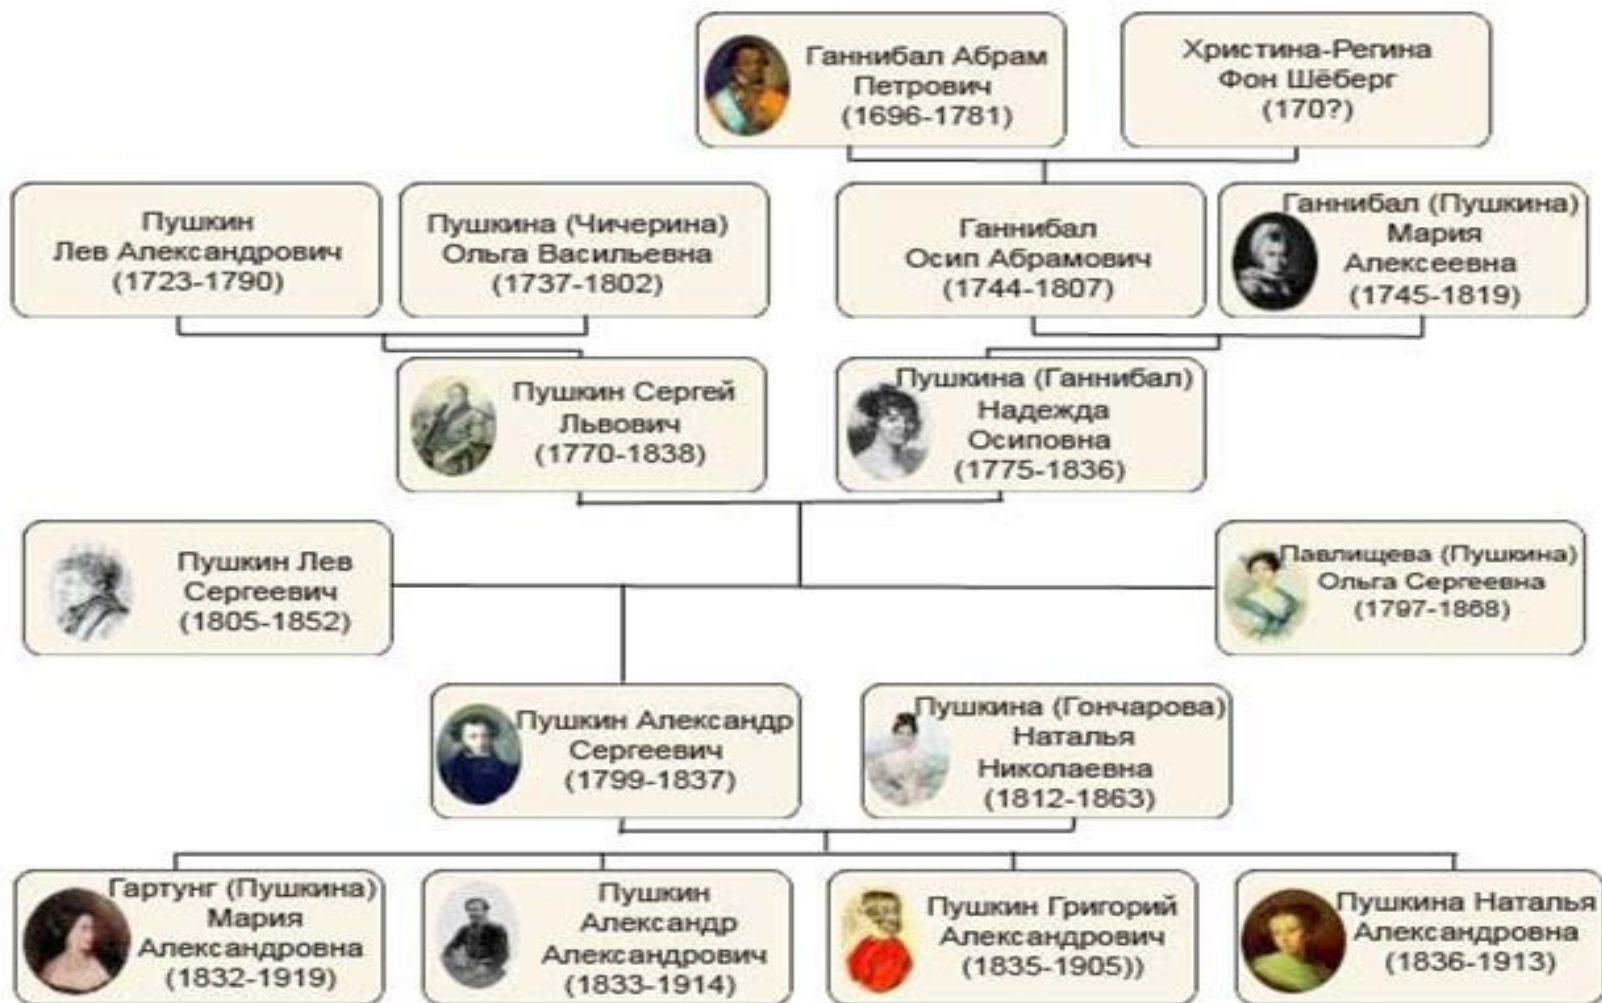 Ганнибал Абрам
Петрович
(1696-1781)
Христина-Регина
Фон Шёберг
(170?)
Пушкин
Лев Александрович
(1723-1790)
Пушкина (Чичерина)
Ольга Васильевна
(1737-1802)
Ганнибал
Осип Абрамович
(1744-1807)
Ганнибал (Пушкина)
Мария
Алексеевна
(1745-1819)
Пушкин Сергей
Львович
(1770-1838)
Пушкина (Ганнибал)
Надежда
Осиповна
(1775-1836)
Пушкин Лев
Сергеевич
(1805-1852)
Павлищева (Пушкина)
Ольга Сергеевна
(1797-1868)
Пушкин Александр
Сергеевич
(1799-1837)
Пушкина (Гончарова)
Наталья
Николаевна
(1812-1863)
Гартунг (Пушкина)
Мария
Александровна
(1832-1919)
Пушкин
Александр
Александрович
(1833-1914)
Пушкин Григорий
Александрович
(1835-1905))
Пушкина Наталья
Александровна
(1836-1913)